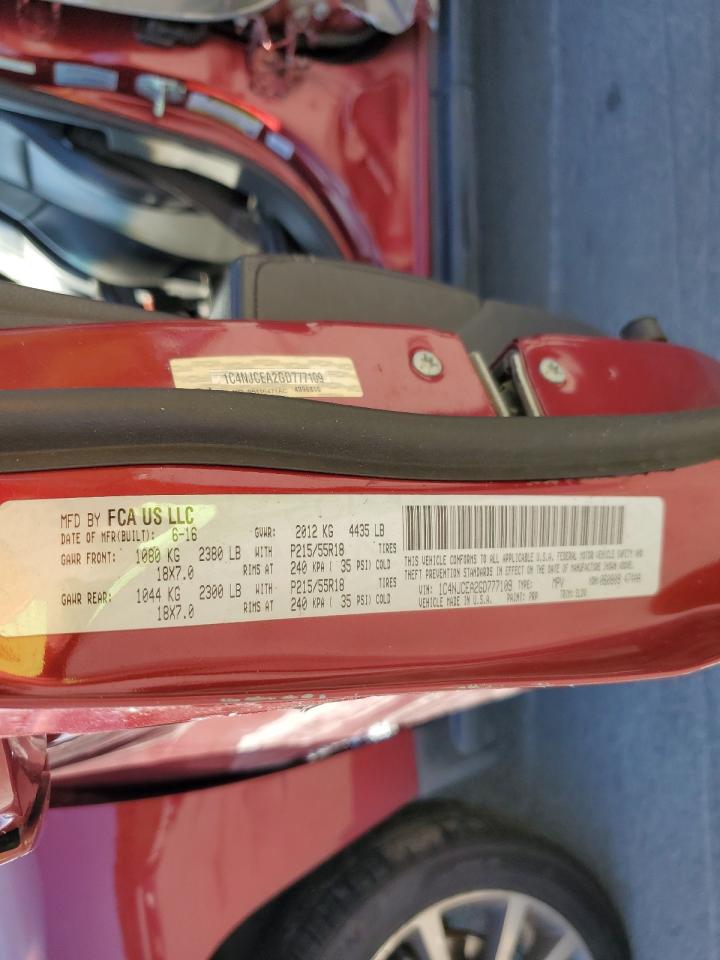 1C4NJCEA2GD777109
MFD BY FCA US LLC
DATE OF MFR(BUILT): 6-16 GVWR: 2012 KG 4435 LB
GAWR FRONT: 1080 KG 2380 LB WITH P215/55R18 TIRES
18X7.0 RIMS AT 240 KPA ( 35 PSI) COLD
GAWR REAR: 1044 KG 2300 LB WITH P215/55R18 TIRES
18X7.0 RIMS AT 240 KPA ( 35 PSI) COLD
THIS VEHICLE CONFORMS TO ALL APPLICABLE U.S.A. FEDERAL MOTOR VEHICLE SAFETY AND
THEFT PREVENTION STANDARDS IN EFFECT ON THE DATE OF MANUFACTURE SHOWN ABOVE.
VIN: 1C4NJCEA2GD777109 TYPE: MPV
VEHICLE MADE IN U.S.A. PAINT: PRP TRIM: